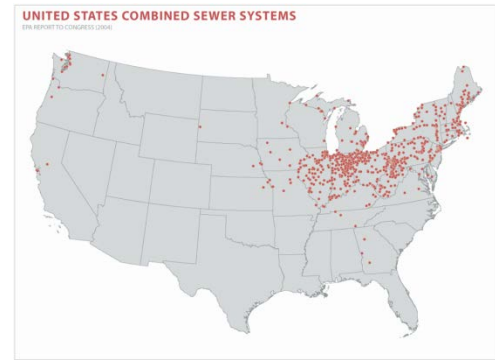 UNITED STATES COMBINED SEWER SYSTEMS
EPA REPORT TO CONGRESS (2004)